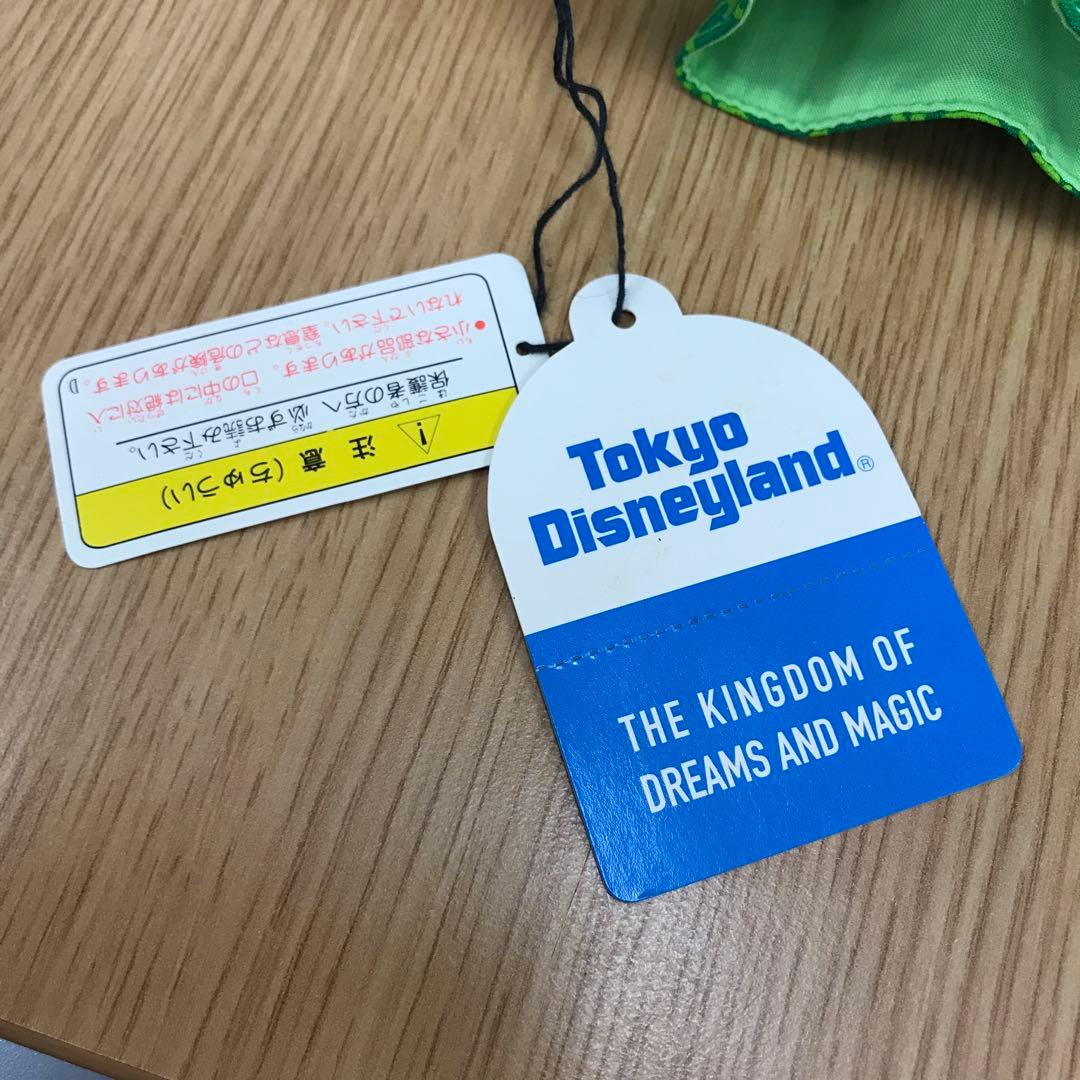 Tokyo
Disneyland®
THE KINGDOM OF
DREAMS AND MAGIC
注意（ちゅうい）
保護者の方へ 必ずお読み下さい。
●小さな部品があります。口の中には絶対に入
れないで下さい。窒息などの危険があります。
D